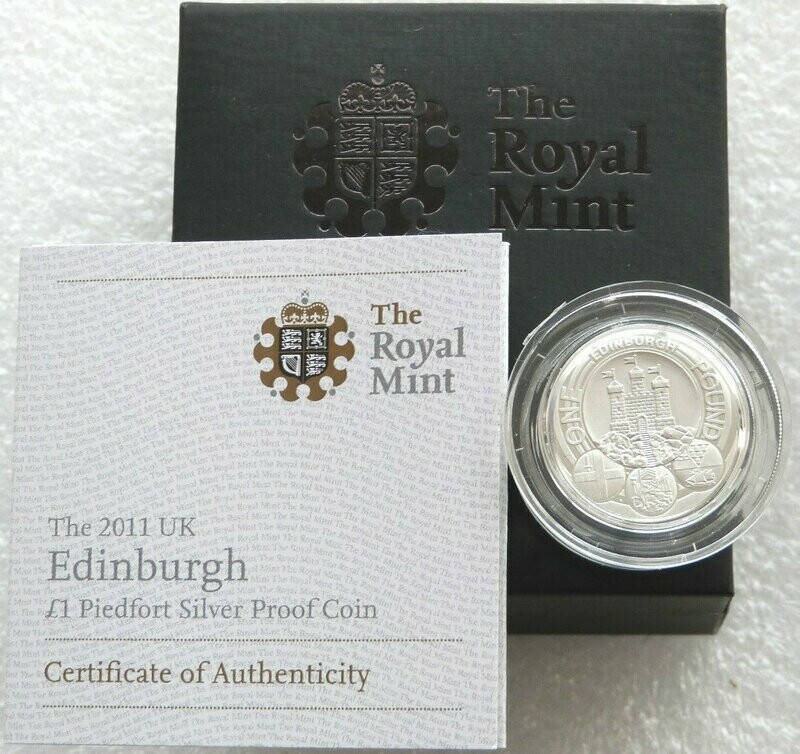 The
Royal
Mint
The
Royal
Mint
The 2011 UK
Edinburgh
£1 Piedfort Silver Proof Coin
Certificate of Authenticity
EDINBURGH
ONE POUND